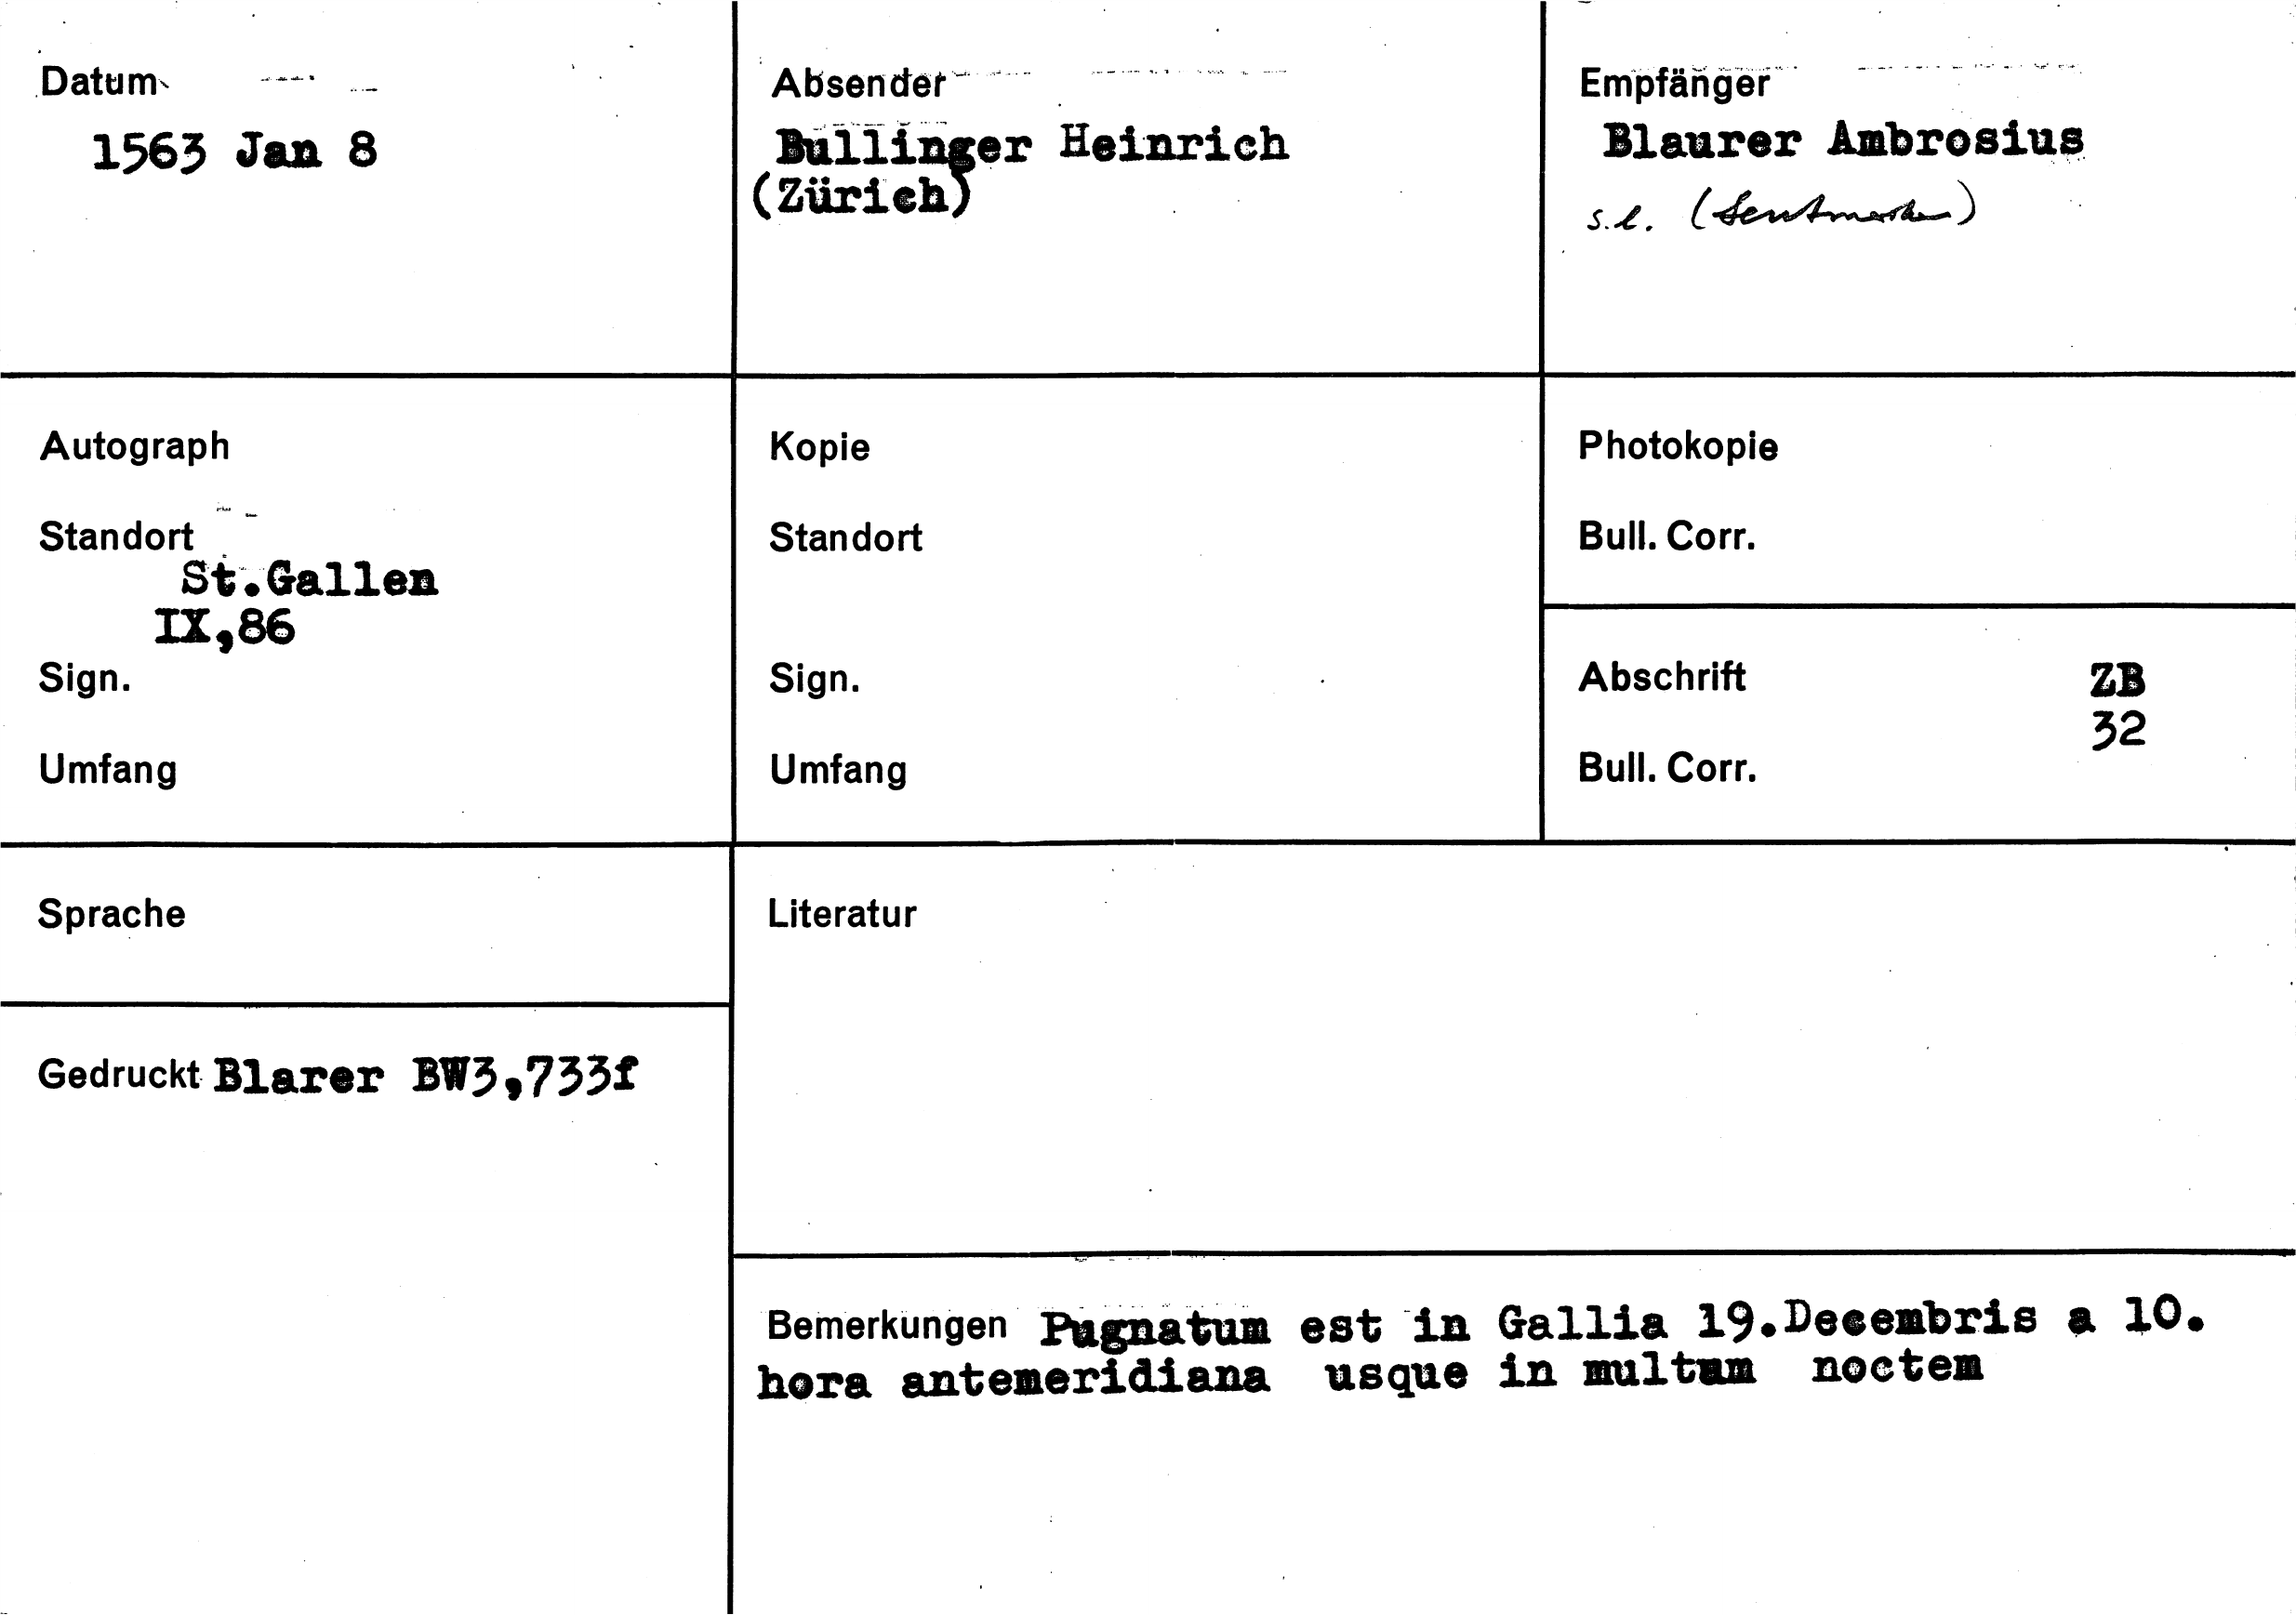 Datum
1563 Jan 8
Absender
Bullinger Heinrich
(Zürich)
Empfänger
Blaurer Ambrosius
s.l.
Autograph
Standort
St.Gallen
IX,86
Sign.
Umfang
Kopie
Standort
Sign.
Umfang
Photokopie
Bull. Corr.
Abschrift ZB
32
Bull. Corr.
Sprache
Literatur
Gedruckt Blarer BW3,733f
Bemerkungen Pugnatum est in Gallia 19.Decembris a 10.
hora antemeridiana usque in multam noctem